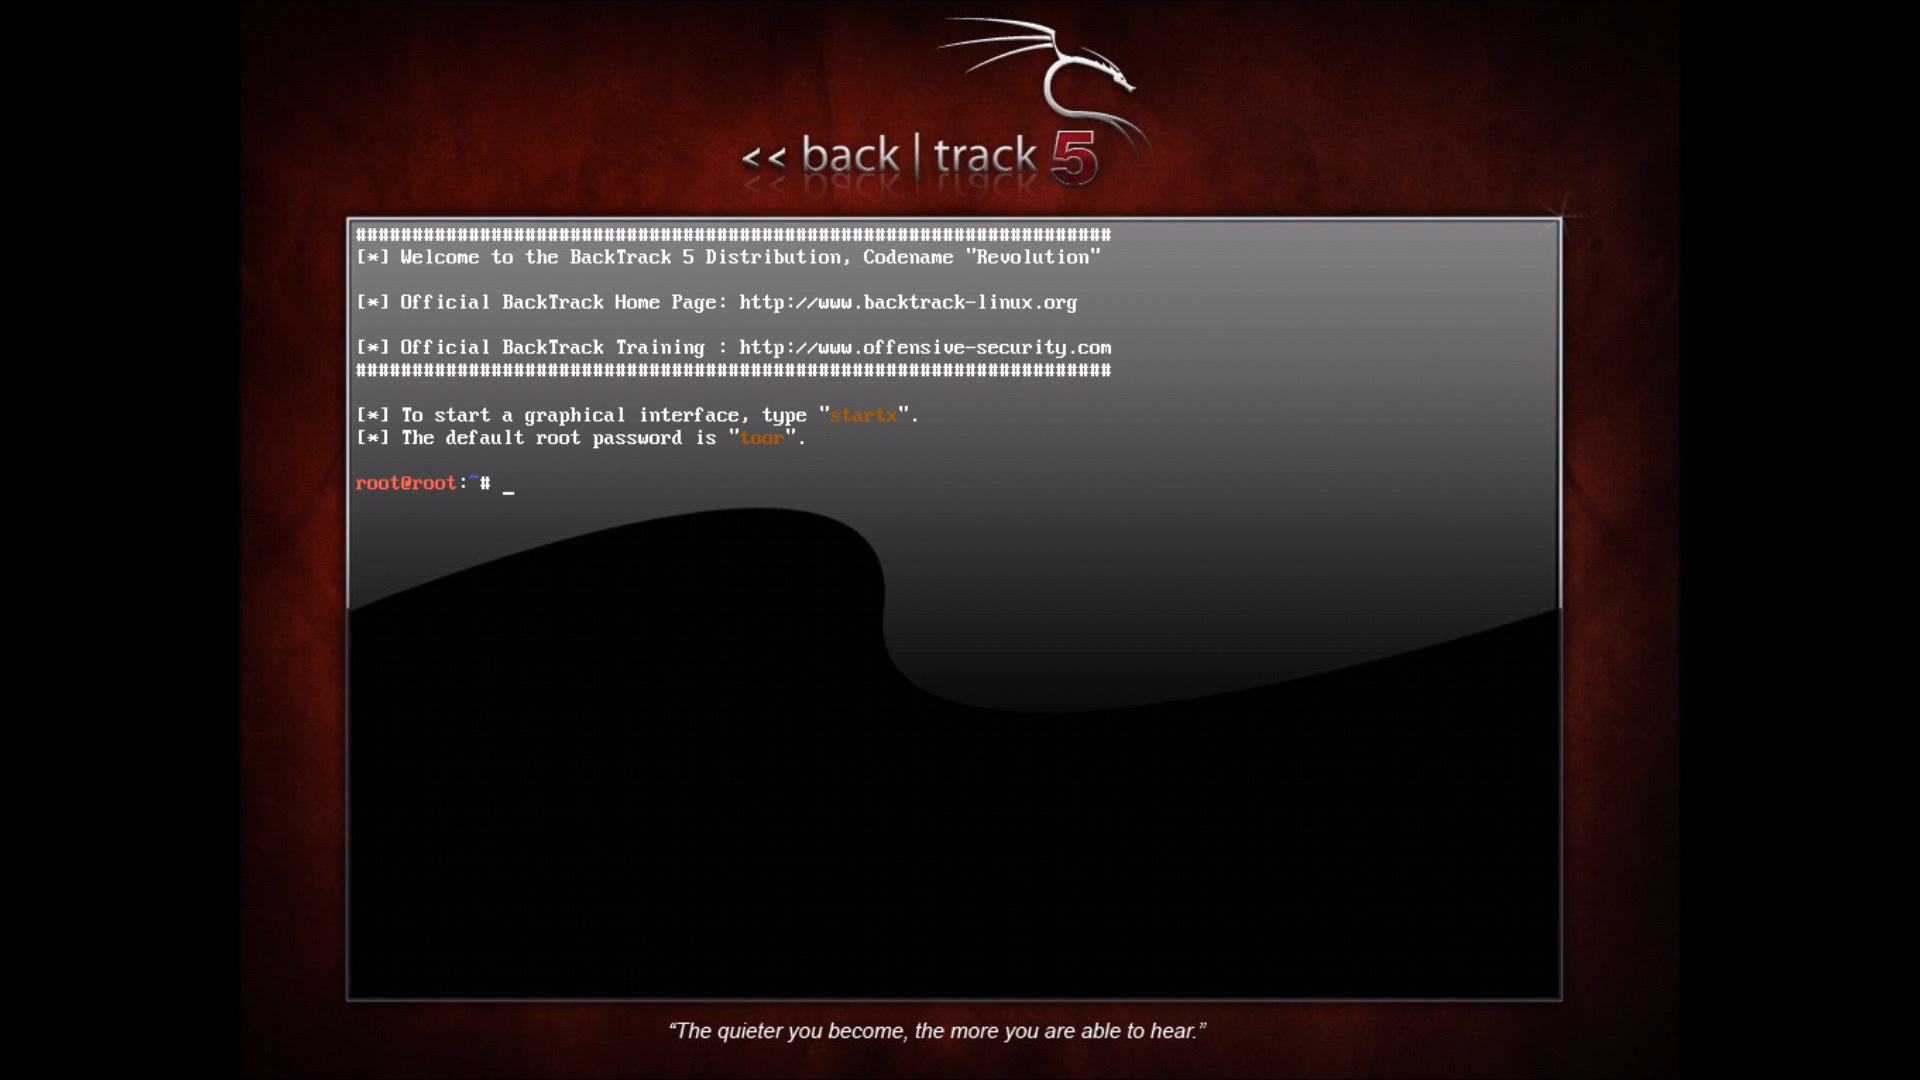 << back | track 5
###################################################################
[*] Welcome to the BackTrack 5 Distribution, Codename "Revolution"
[*] Official BackTrack Home Page: http://www.backtrack-linux.org
[*] Official BackTrack Training : http://www.offensive-security.com
###################################################################
[*] To start a graphical interface, type "startx".
[*] The default root password is "toor".
root@root:~# _
“The quieter you become, the more you are able to hear.”